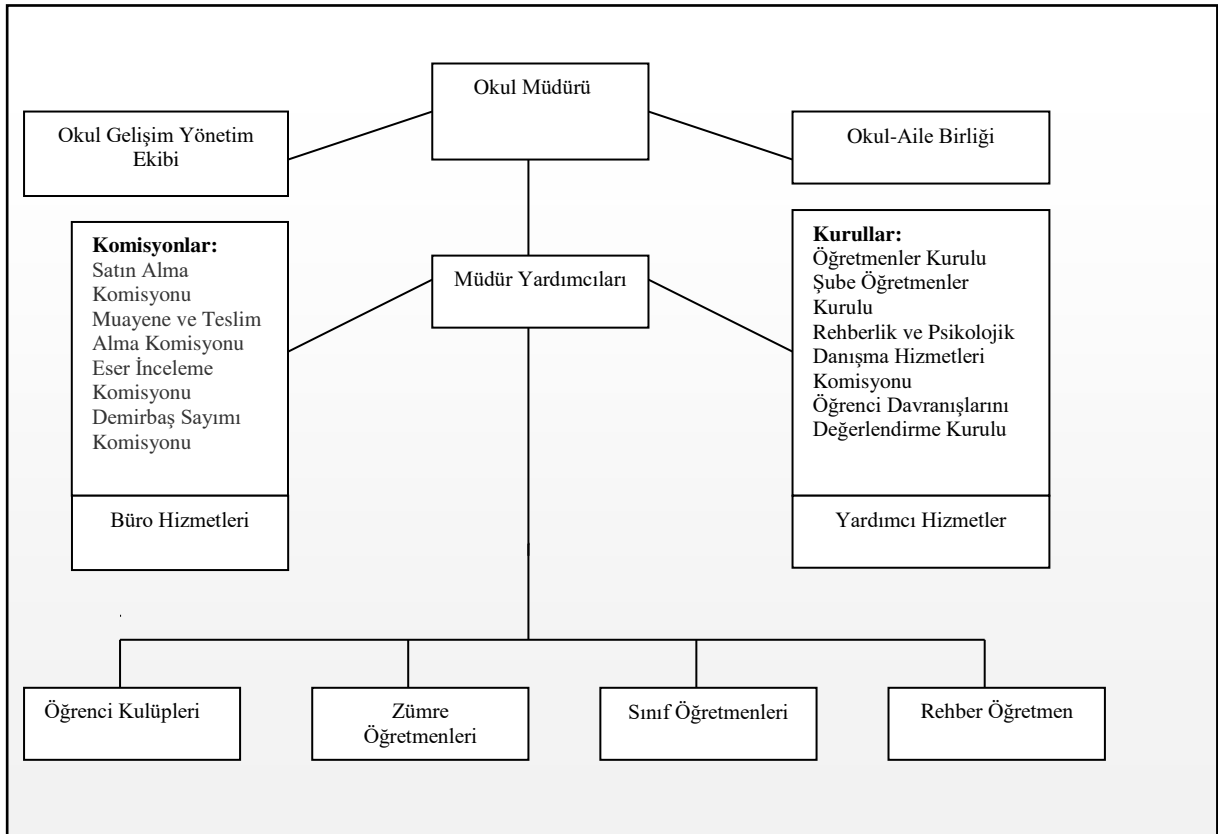 Okul Müdürü
Okul Gelişim Yönetim
Ekibi
Okul-Aile Birliği
Komisyonlar:
Satın Alma
Komisyonu
Muayene ve Teslim
Alma Komisyonu
Eser İnceleme
Komisyonu
Demirbaş Sayımı
Komisyonu
Müdür Yardımcıları
Kurullar:
Öğretmenler Kurulu
Şube Öğretmenler
Kurulu
Rehberlik ve Psikolojik
Danışma Hizmetleri
Komisyonu
Öğrenci Davranışlarını
Değerlendirme Kurulu
Büro Hizmetleri
Yardımcı Hizmetler
Öğrenci Kulüpleri
Zümre
Öğretmenleri
Sınıf Öğretmenleri
Rehber Öğretmen